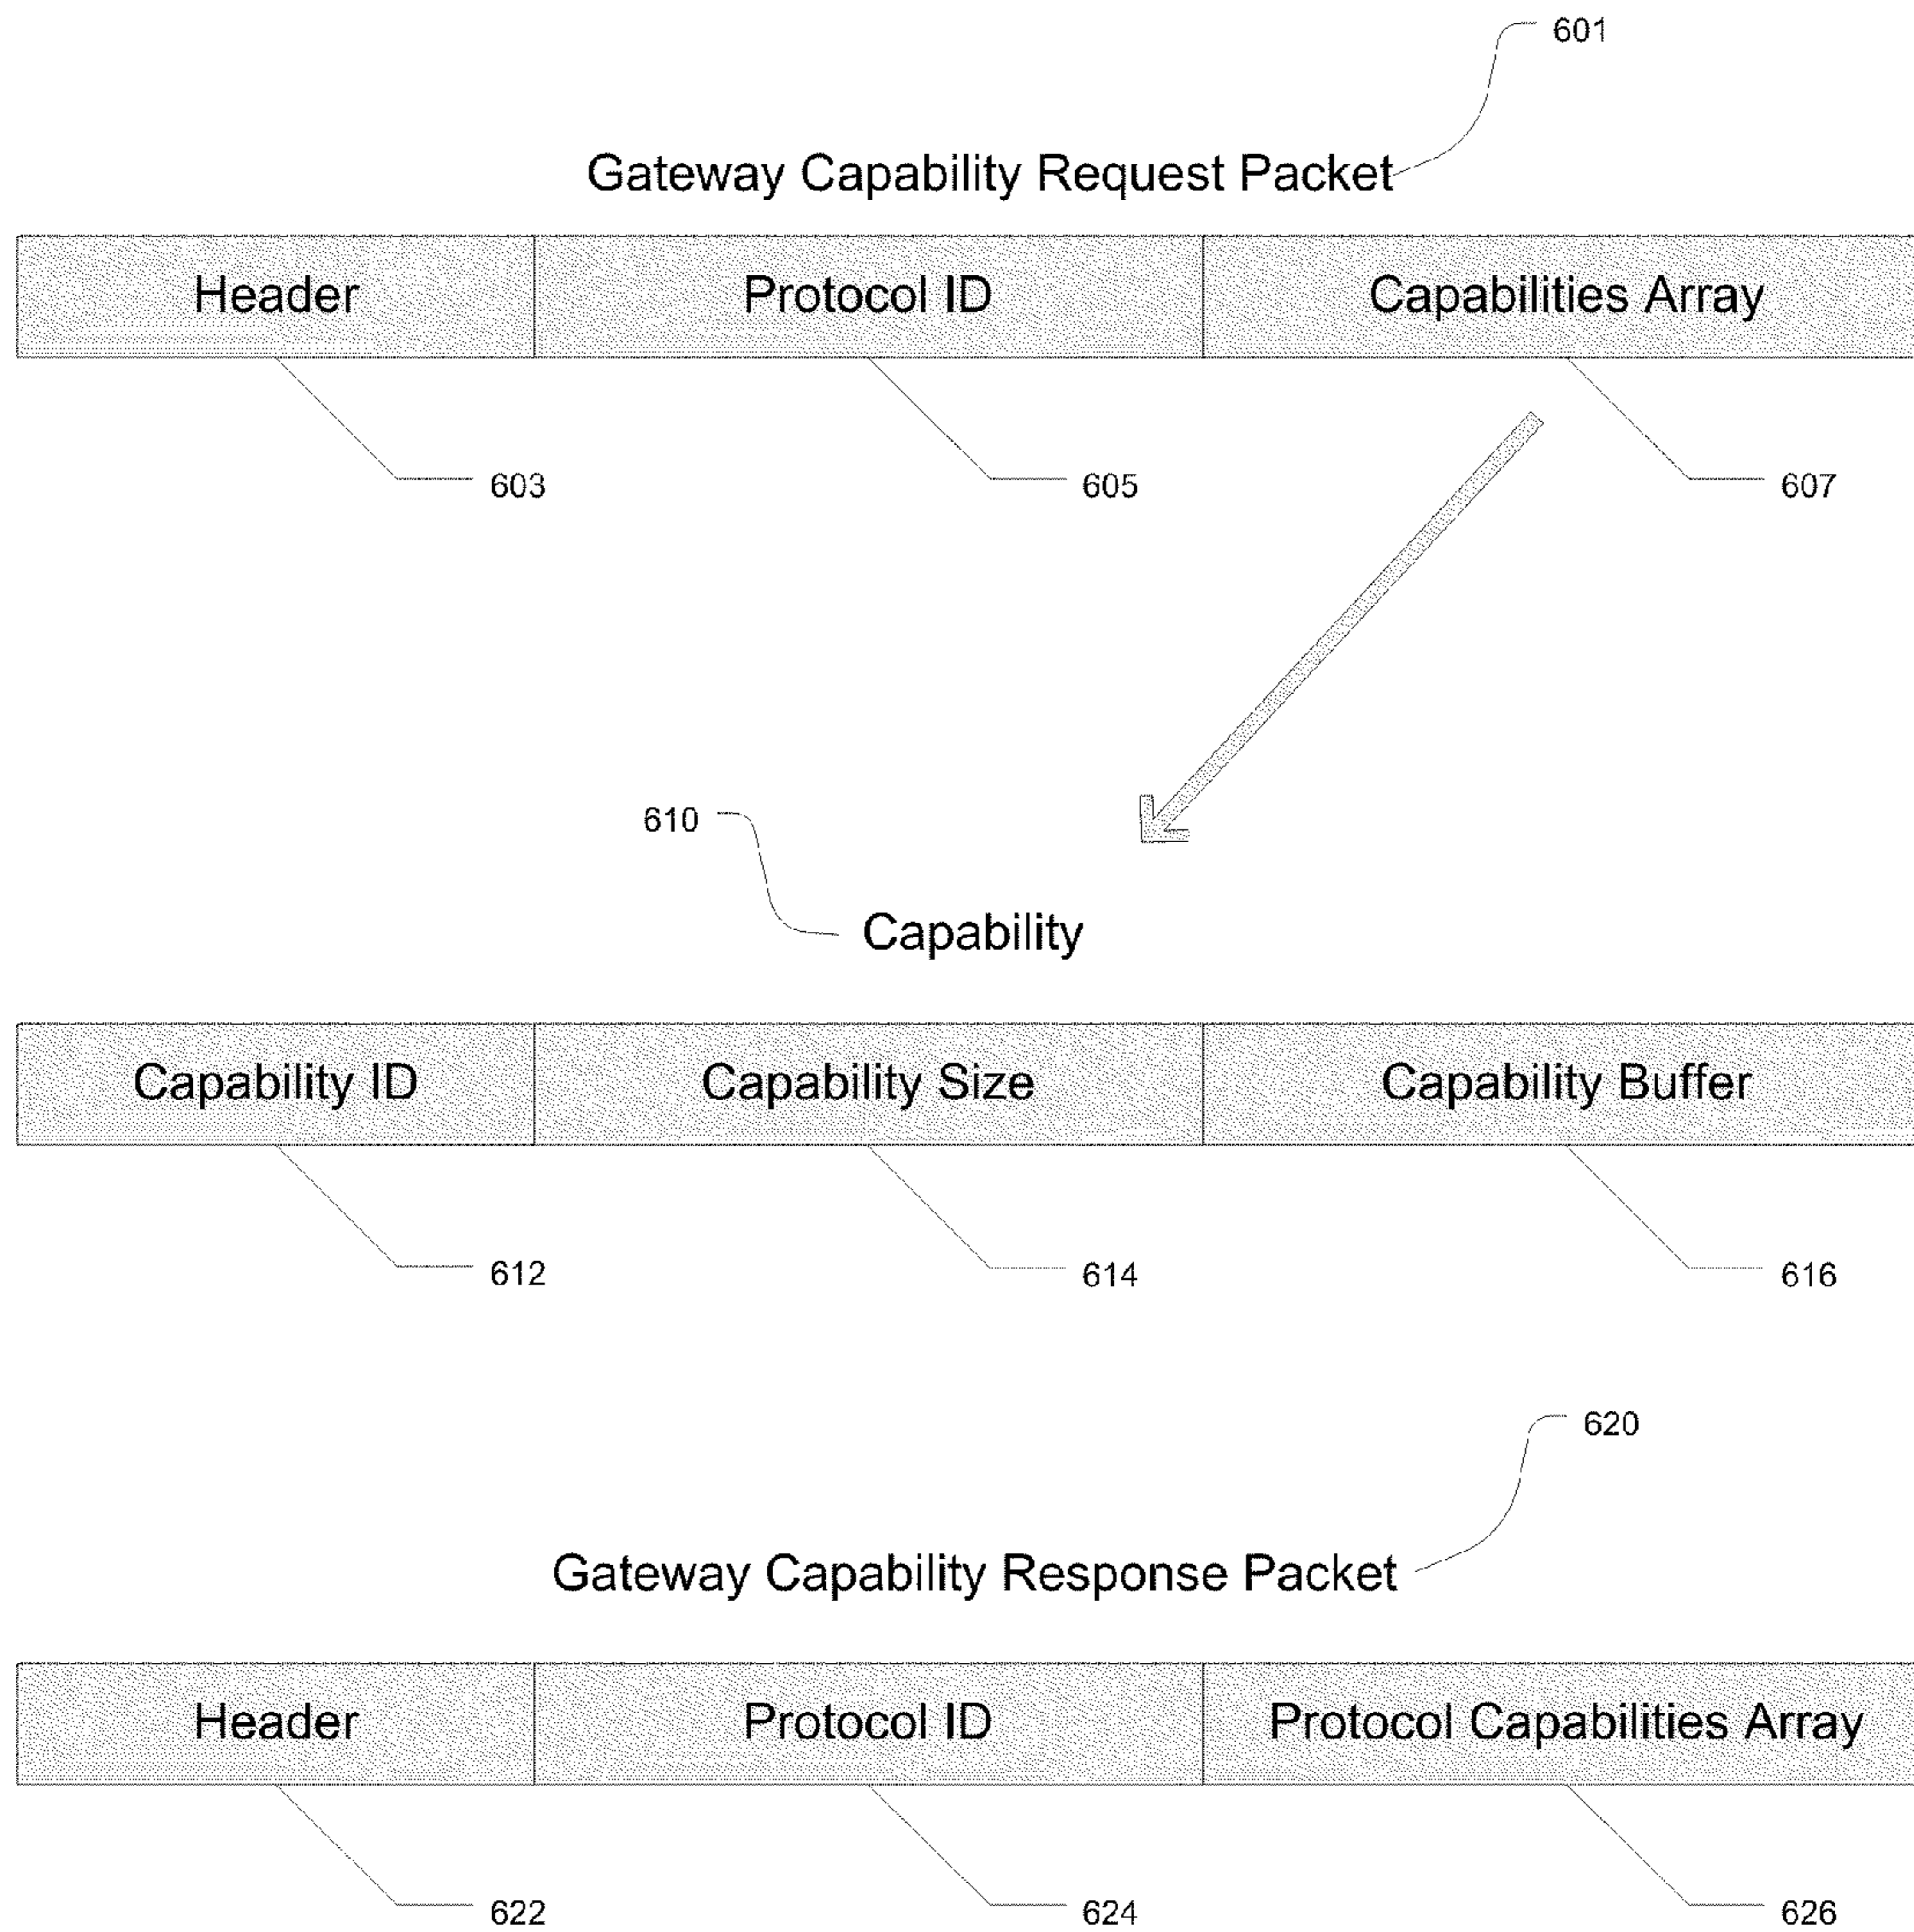 601
Gateway Capability Request Packet
Header Protocol ID Capabilities Array
603 605 607
610
Capability
Capability ID Capability Size Capability Buffer
612 614 616
620
Gateway Capability Response Packet
Header Protocol ID Protocol Capabilities Array
622 624 626